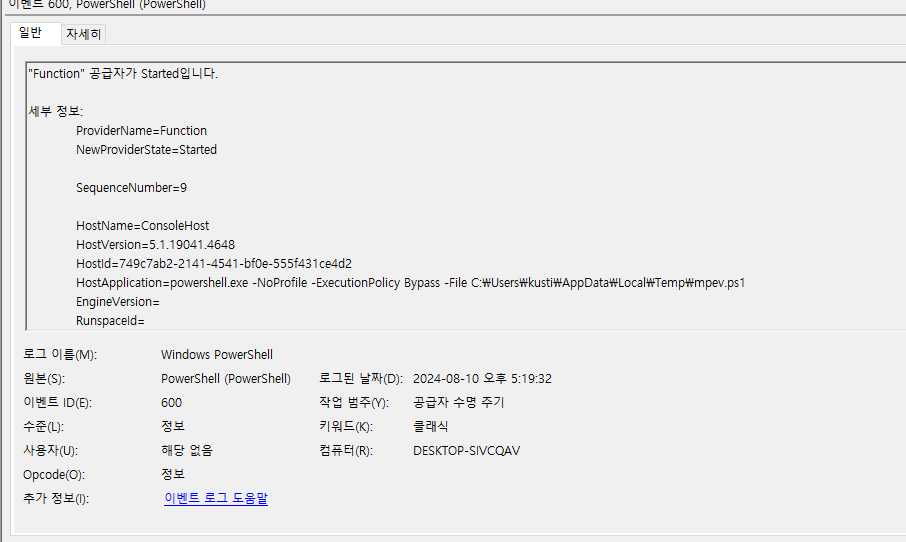 이벤트 600, PowerShell (PowerShell)
일반 자세히
"Function" 공급자가 Started입니다.
세부 정보:
ProviderName=Function
NewProviderState=Started
SequenceNumber=9
HostName=ConsoleHost
HostVersion=5.1.19041.4648
HostId=749c7ab2-2141-4541-bf0e-555f431ce4d2
HostApplication=powershell.exe -NoProfile -ExecutionPolicy Bypass -File C:₩Users₩kusti₩AppData₩Local₩Temp₩mpev.ps1
EngineVersion=
RunspaceId=
로그 이름(M): Windows PowerShell
원본(S): PowerShell (PowerShell) 로그된 날짜(D): 2024-08-10 오후 5:19:32
이벤트 ID(E): 600 작업 범주(Y): 공급자 수명 주기
수준(L): 정보 키워드(K): 클래식
사용자(U): 해당 없음 컴퓨터(R): DESKTOP-SIVCQAV
Opcode(O): 정보
추가 정보(I): 이벤트 로그 도움말